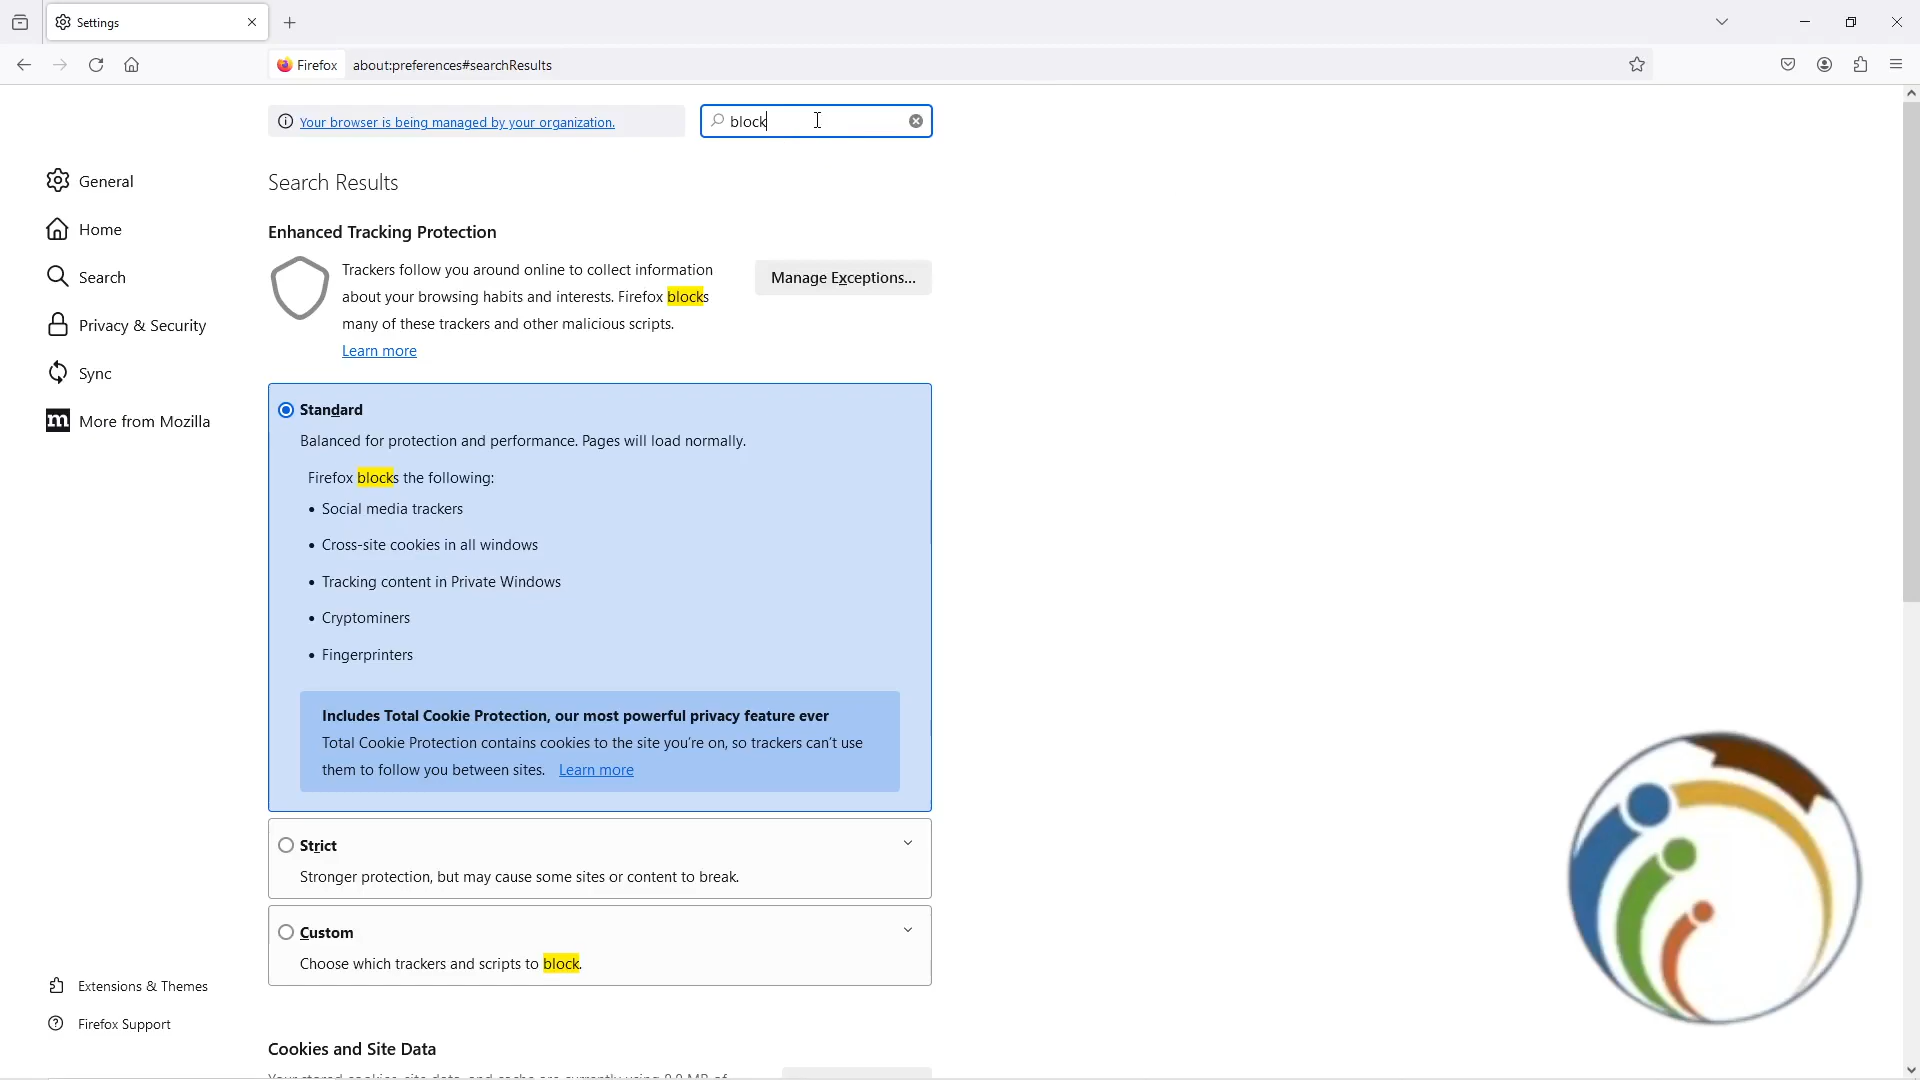 Settings
Firefox
about:preferences#searchResults
Your browser is being managed by your organization.
block
General
Home
Search
Privacy & Security
Sync
m More from Mozilla
Extensions & Themes
Firefox Support
Search Results
Enhanced Tracking Protection
Trackers follow you around online to collect information
about your browsing habits and interests. Firefox blocks
many of these trackers and other malicious scripts.
Learn more
Manage Exceptions...
Standard
Balanced for protection and performance. Pages will load normally.
Firefox blocks the following:
• Social media trackers
• Cross-site cookies in all windows
• Tracking content in Private Windows
• Cryptominers
• Fingerprinters
Includes Total Cookie Protection, our most powerful privacy feature ever
Total Cookie Protection contains cookies to the site you’re on, so trackers can’t use
them to follow you between sites. Learn more
Strict
Stronger protection, but may cause some sites or content to break.
Custom
Choose which trackers and scripts to block.
Cookies and Site Data